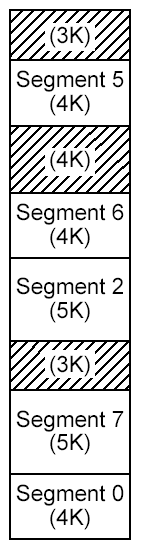 (3K)
Segment 5
(4K)
(4K)
Segment 6
(4K)
Segment 2
(5K)
(3K)
Segment 7
(5K)
Segment 0
(4K)